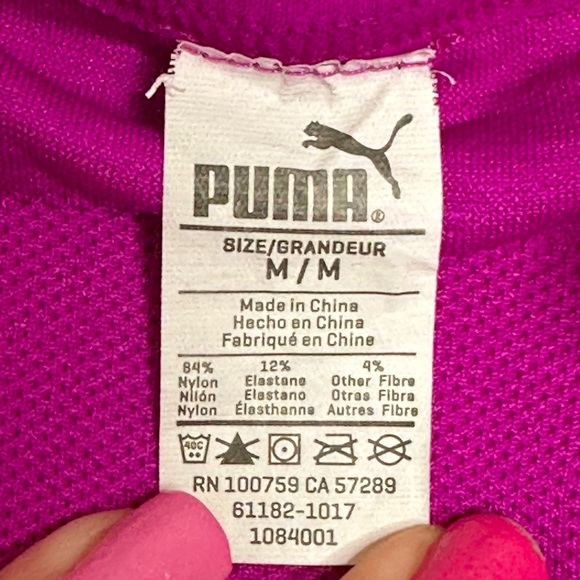 PUMA®
SIZE/GRANDEUR
M / M
Made in China
Hecho en China
Fabriqué en Chine
84% 12% 4%
Nylon Elastane Other Fibre
Nilón Elastano Otras Fibra
Nylon Élasthanne Autres Fibre
40C
RN 100759 CA 57289
61182-1017
1084001